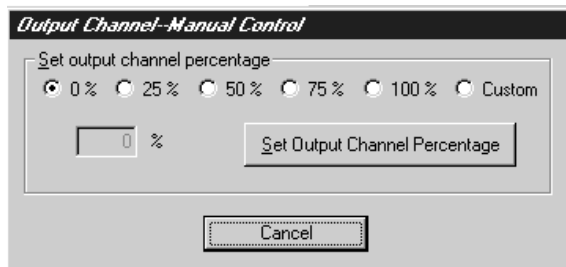 Output Channel--Manual Control
Set output channel percentage
0 % 25 % 50 % 75 % 100 % Custom
0 % Set Output Channel Percentage
Cancel